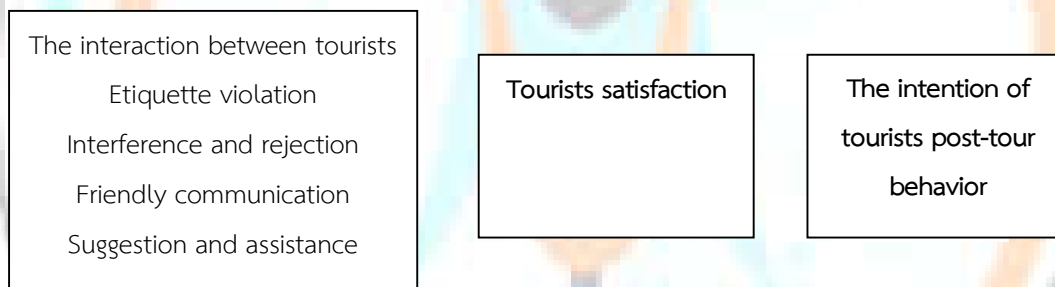 The interaction between tourists
Etiquette violation
Interference and rejection
Friendly communication
Suggestion and assistance
Tourists satisfaction
The intention of
tourists post-tour
behavior